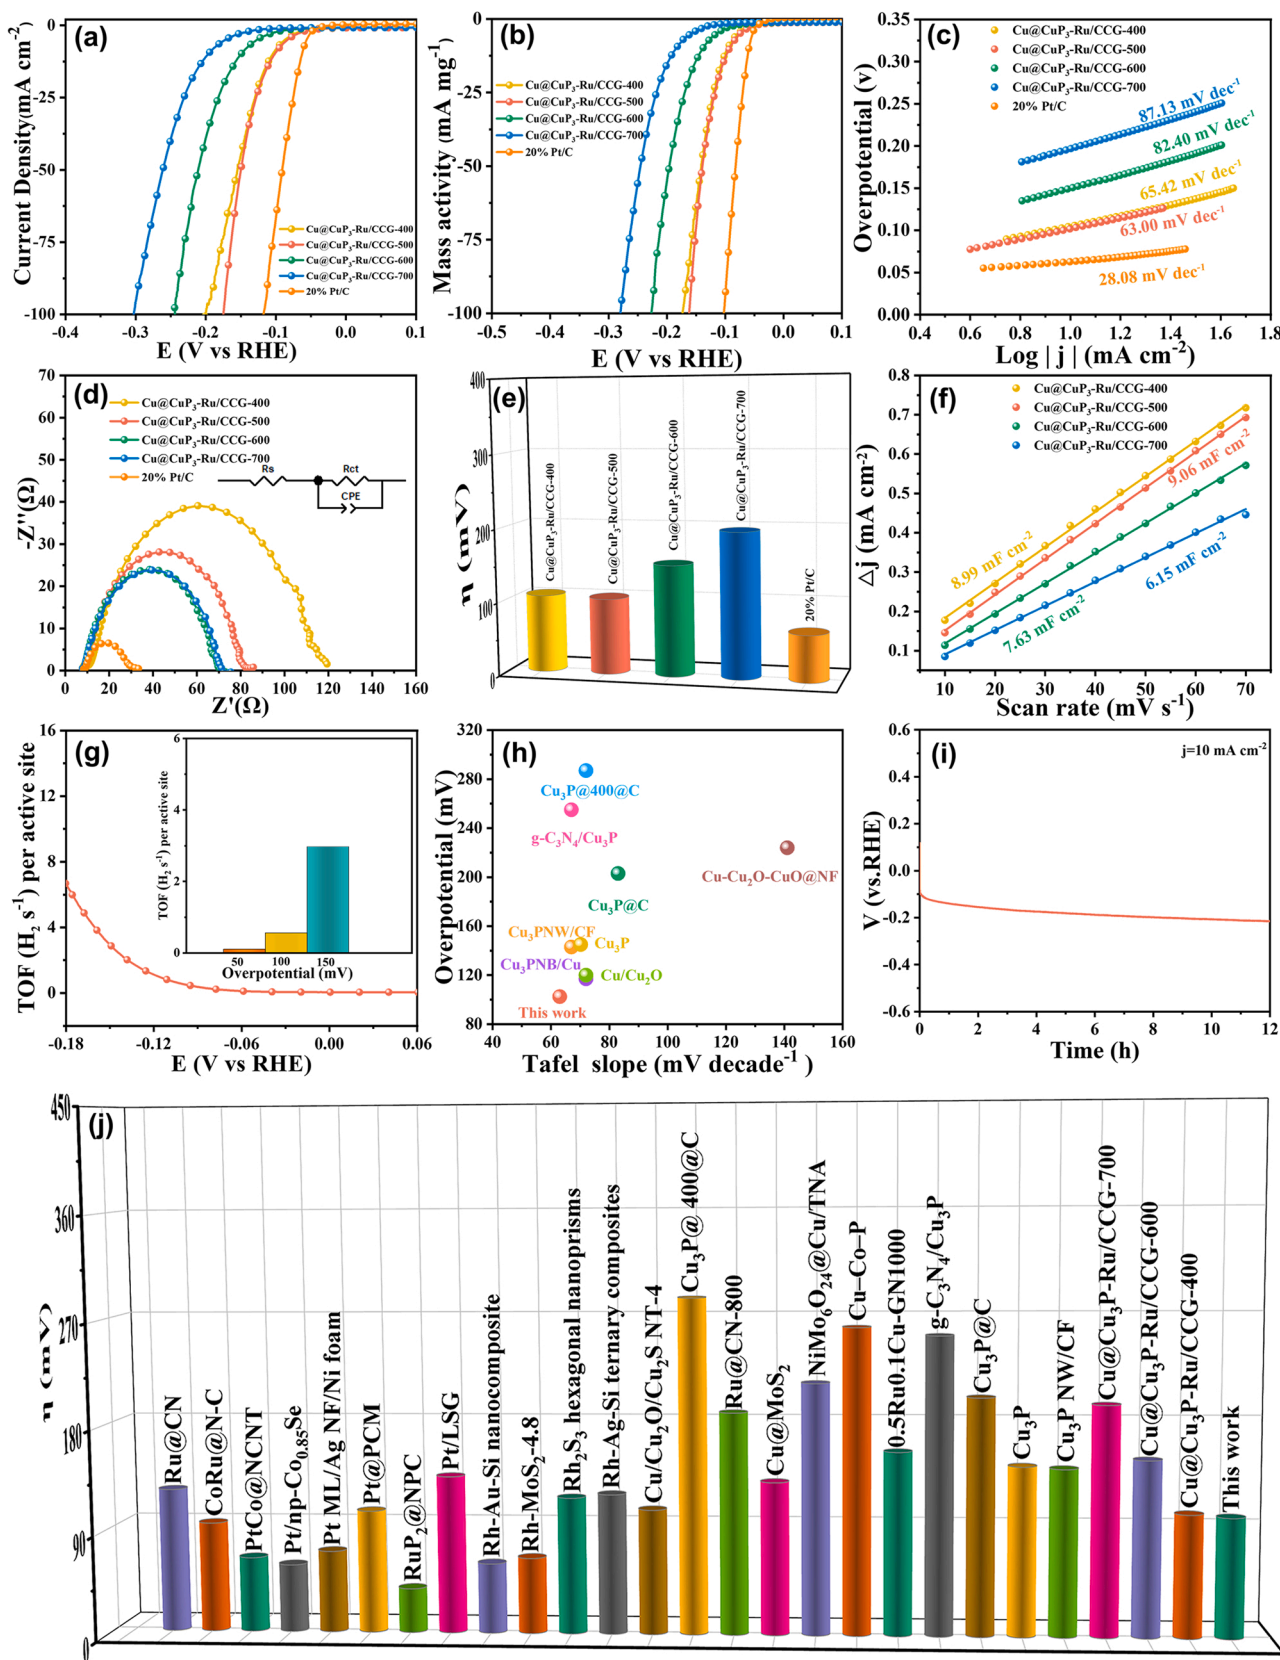 (a)
Current Density(mA cm-2)
0
-25
-50
-75
-100
Cu@CuP3-Ru/CCG-400
Cu@CuP3-Ru/CCG-500
Cu@CuP3-Ru/CCG-600
Cu@CuP3-Ru/CCG-700
20% Pt/C
-0.4 -0.3 -0.2 -0.1 0.0 0.1
E (V vs RHE)
(b)
Mass activity (mA mg-1)
0
-25
-50
-75
-100
Cu@CuP3-Ru/CCG-400
Cu@CuP3-Ru/CCG-500
Cu@CuP3-Ru/CCG-600
Cu@CuP3-Ru/CCG-700
20% Pt/C
-0.5 -0.4 -0.3 -0.2 -0.1 0.0 0.1
E (V vs RHE)
(c)
Overpotential (v)
0.35
0.30
0.25
0.20
0.15
0.10
0.05
0.00
Cu@CuP3-Ru/CCG-400
Cu@CuP3-Ru/CCG-500
Cu@CuP3-Ru/CCG-600
Cu@CuP3-Ru/CCG-700
20% Pt/C
87.13 mV dec-1
82.40 mV dec-1
65.42 mV dec-1
63.00 mV dec-1
28.08 mV dec-1
0.4 0.6 0.8 1.0 1.2 1.4 1.6 1.8
Log | j | (mA cm-2)
(d)
-Z''(Ω)
70
60
50
40
30
20
10
0
Cu@CuP3-Ru/CCG-400
Cu@CuP3-Ru/CCG-500
Cu@CuP3-Ru/CCG-600
Cu@CuP3-Ru/CCG-700
20% Pt/C
Rs
Rct
CPE
0 20 40 60 80 100 120 140 160
Z'(Ω)
(e)
η (mV)
400
300
200
100
0
Cu@CuP3-Ru/CCG-400
Cu@CuP3-Ru/CCG-500
Cu@CuP3-Ru/CCG-600
Cu@CuP3-Ru/CCG-700
20% Pt/C
(f)
Δj (mA cm-2)
0.8
0.7
0.6
0.5
0.4
0.3
0.2
0.1
Cu@CuP3-Ru/CCG-400
Cu@CuP3-Ru/CCG-500
Cu@CuP3-Ru/CCG-600
Cu@CuP3-Ru/CCG-700
9.06 mF cm-2
8.99 mF cm-2
7.63 mF cm-2
6.15 mF cm-2
10 20 30 40 50 60 70
Scan rate (mV s-1)
(g)
TOF (H2 s-1) per active site
16
12
8
4
0
TOF (H2 s-1) per active site
6
4
2
0
50 100 150
Overpotential (mV)
-0.18 -0.12 -0.06 0.00 0.06
E (V vs RHE)
(h)
Overpotential (mV)
320
280
240
200
160
120
80
Cu3P@400@C
g-C3N4/Cu3P
Cu-Cu2O-CuO@NF
Cu3P@C
Cu3PNW/CF
Cu3P
Cu3PNB/Cu
Cu/Cu2O
This work
40 60 80 100 120 140 160
Tafel slope (mV decade-1 )
(i)
j=10 mA cm-2
V (vs.RHE)
0.6
0.4
0.2
0.0
-0.2
-0.4
-0.6
0 2 4 6 8 10 12
Time (h)
(j)
η (mV)
450
360
270
180
90
0
Ru@CN
CoRu@N-C
PtCo@NCNT
Pt/np-Co0.85Se
Pt ML/Ag NF/Ni foam
Pt@PCM
RuP2@NPC
Pt/LSG
Rh-Au-Si nanocomposite
Rh-MoS2-4.8
Rh2S3 hexagonal nanoprisms
Rh-Ag-Si ternary composites
Cu/Cu2O/Cu2S NT-4
Cu3P@ 400@C
Ru@CN-800
Cu@MoS2
NiMo6O24@Cu/TNA
Cu–Co–P
0.5Ru0.1Cu-GN1000
g-C3N4/Cu3P
Cu3P@C
Cu3P
Cu3P NW/CF
Cu@Cu3P-Ru/CCG-700
Cu@Cu3P-Ru/CCG-600
Cu@Cu3P-Ru/CCG-400
This work